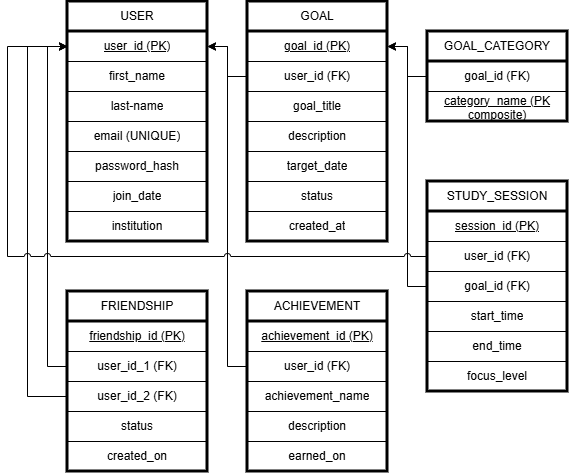 USER
user_id (PK)
first_name
last-name
email (UNIQUE)
password_hash
join_date
institution
GOAL
goal_id (PK)
user_id (FK)
goal_title
description
target_date
status
created_at
GOAL_CATEGORY
goal_id (FK)
category_name (PK
composite)
STUDY_SESSION
session_id (PK)
user_id (FK)
goal_id (FK)
start_time
end_time
focus_level
FRIENDSHIP
friendship_id (PK)
user_id_1 (FK)
user_id_2 (FK)
status
created_on
ACHIEVEMENT
achievement_id (PK)
user_id (FK)
achievement_name
description
earned_on